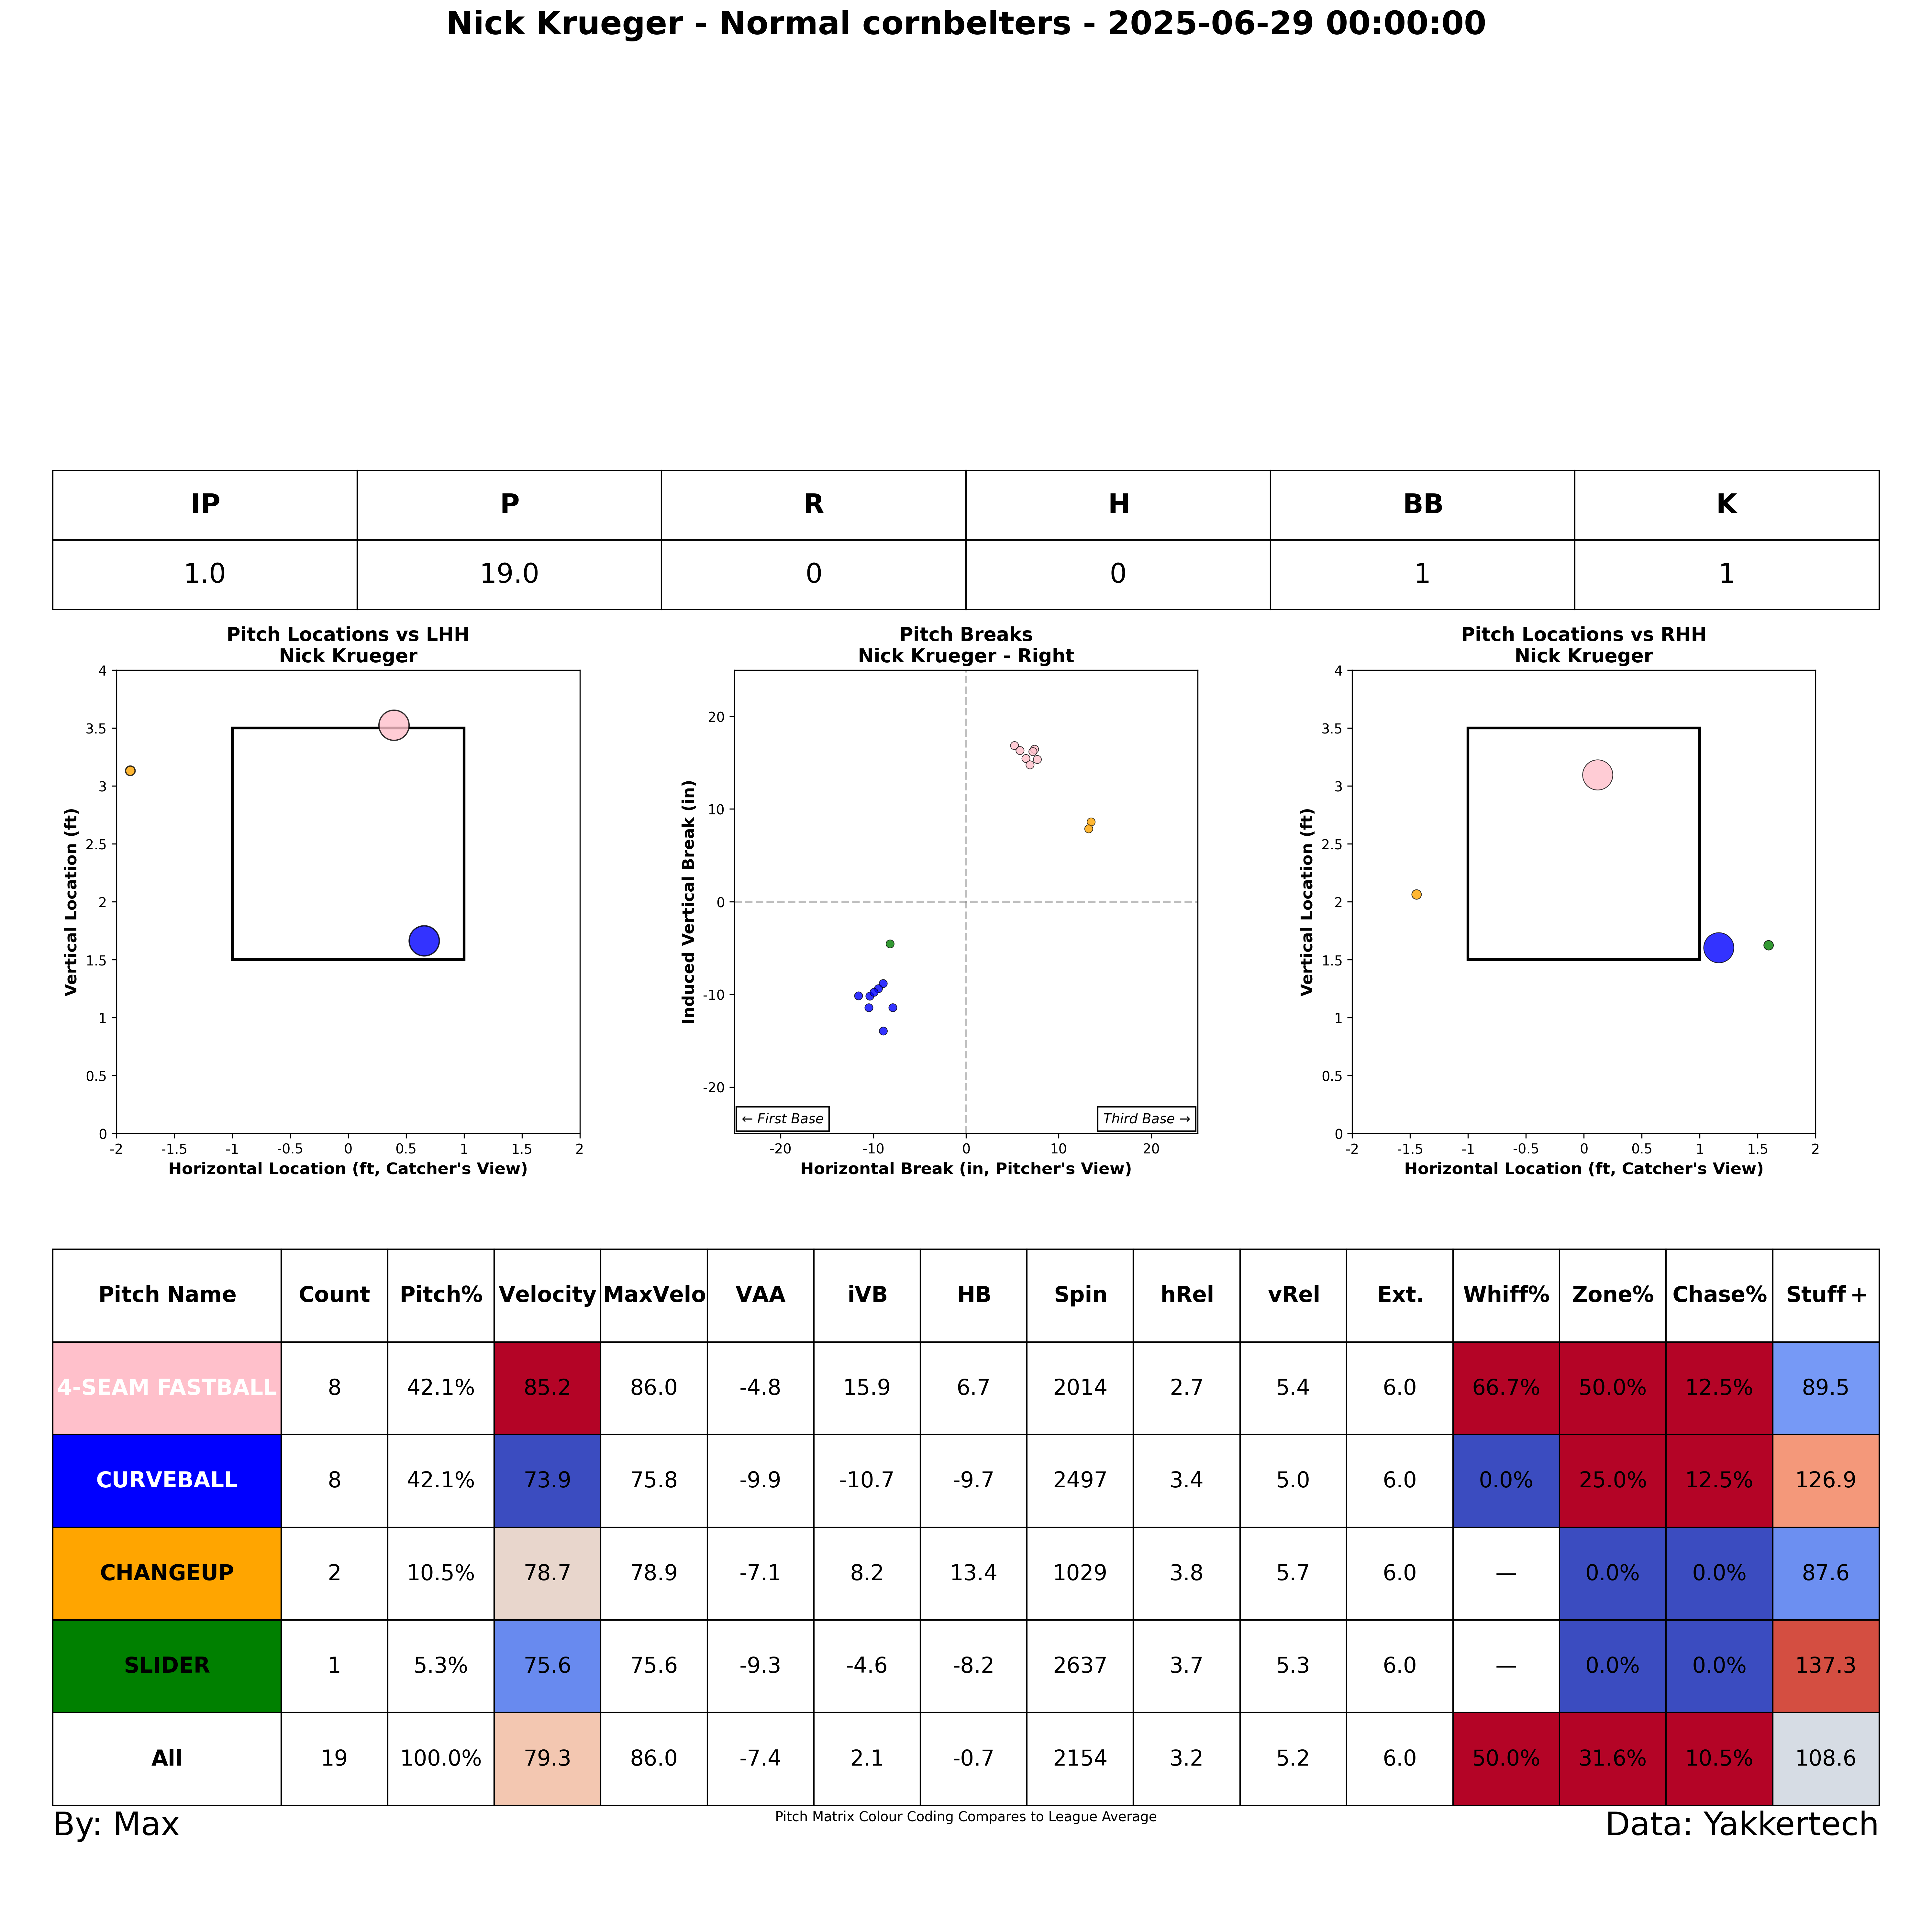 Nick Krueger - Normal cornbelters - 2025-06-29 00:00:00
IP P R H BB K
1.0 19.0 0 0 1 1
Pitch Locations vs LHH
Nick Krueger
4
3.5
3
2.5
2
1.5
1
0.5
0
Vertical Location (ft)
-2 -1.5 -1 -0.5 0 0.5 1 1.5 2
Horizontal Location (ft, Catcher's View)
Pitch Breaks
Nick Krueger - Right
20
10
0
-10
-20
Induced Vertical Break (in)
← First Base
Third Base →
-20 -10 0 10 20
Horizontal Break (in, Pitcher's View)
Pitch Locations vs RHH
Nick Krueger
4
3.5
3
2.5
2
1.5
1
0.5
0
Vertical Location (ft)
-2 -1.5 -1 -0.5 0 0.5 1 1.5 2
Horizontal Location (ft, Catcher's View)
Pitch Name Count Pitch% Velocity MaxVelo VAA iVB HB Spin hRel vRel Ext. Whiff% Zone% Chase% Stuff+
4-SEAM FASTBALL 8 42.1% 85.2 86.0 -4.8 15.9 6.7 2014 2.7 5.4 6.0 66.7% 50.0% 12.5% 89.5
CURVEBALL 8 42.1% 73.9 75.8 -9.9 -10.7 -9.7 2497 3.4 5.0 6.0 0.0% 25.0% 12.5% 126.9
CHANGEUP 2 10.5% 78.7 78.9 -7.1 8.2 13.4 1029 3.8 5.7 6.0 — 0.0% 0.0% 87.6
SLIDER 1 5.3% 75.6 75.6 -9.3 -4.6 -8.2 2637 3.7 5.3 6.0 — 0.0% 0.0% 137.3
All 19 100.0% 79.3 86.0 -7.4 2.1 -0.7 2154 3.2 5.2 6.0 50.0% 31.6% 10.5% 108.6
By: Max
Pitch Matrix Colour Coding Compares to League Average
Data: Yakkertech